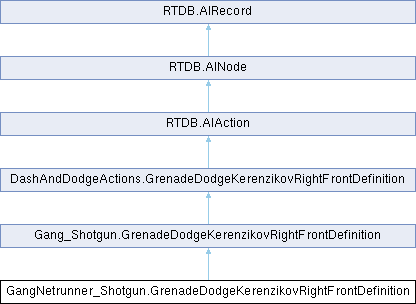 RTDB.AIRecord
RTDB.AINode
RTDB.AIAction
DashAndDodgeActions.GrenadeDodgeKerenzikovRightFrontDefinition
Gang_Shotgun.GrenadeDodgeKerenzikovRightFrontDefinition
GangNetrunner_Shotgun.GrenadeDodgeKerenzikovRightFrontDefinition